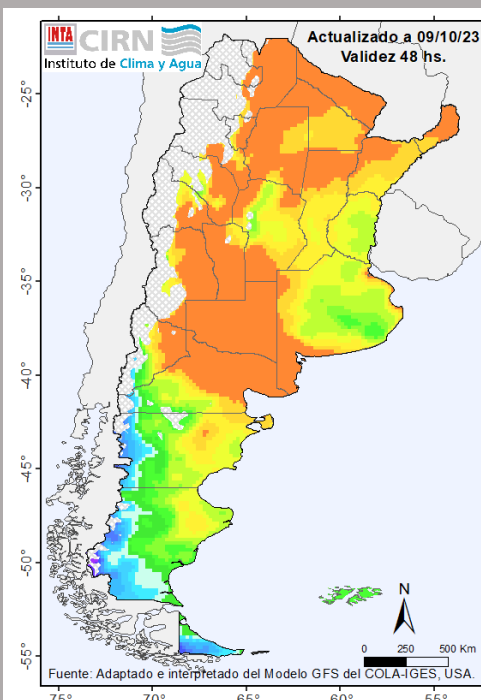 INTA CIRN
Instituto de Clima y Agua
Actualizado a 09/10/23
Validez 48 hs.
-25°
-30°
-35°
-40°
-45°
-50°
-55°
N
0 250 500 Km
Fuente: Adaptado e interpretado del Modelo GFS del COLA-IGES, USA.
-75° -70° -65° -60° -55°